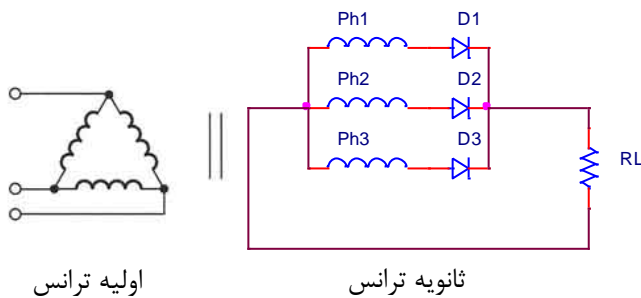 Ph1 D1
Ph2 D2
Ph3 D3
RL
ثانویه ترانس
اولیه ترانس